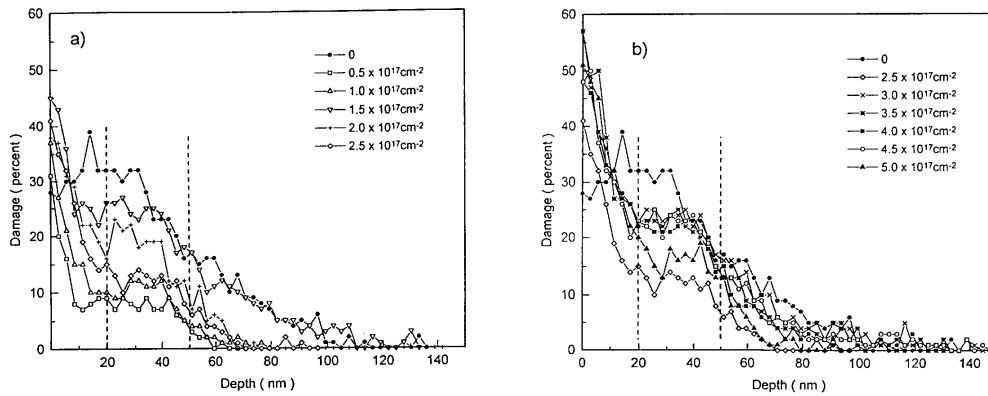 60
50
40
30
20
10
0
Damage ( percent )
a)
0
0.5 x 10¹⁷cm⁻²
1.0 x 10¹⁷cm⁻²
1.5 x 10¹⁷cm⁻²
2.0 x 10¹⁷cm⁻²
2.5 x 10¹⁷cm⁻²
0 20 40 60 80 100 120 140
Depth ( nm )
60
50
40
30
20
10
0
Damage ( percent )
b)
0
2.5 x 10¹⁷cm⁻²
3.0 x 10¹⁷cm⁻²
3.5 x 10¹⁷cm⁻²
4.0 x 10¹⁷cm⁻²
4.5 x 10¹⁷cm⁻²
5.0 x 10¹⁷cm⁻²
0 20 40 60 80 100 120 140
Depth ( nm )